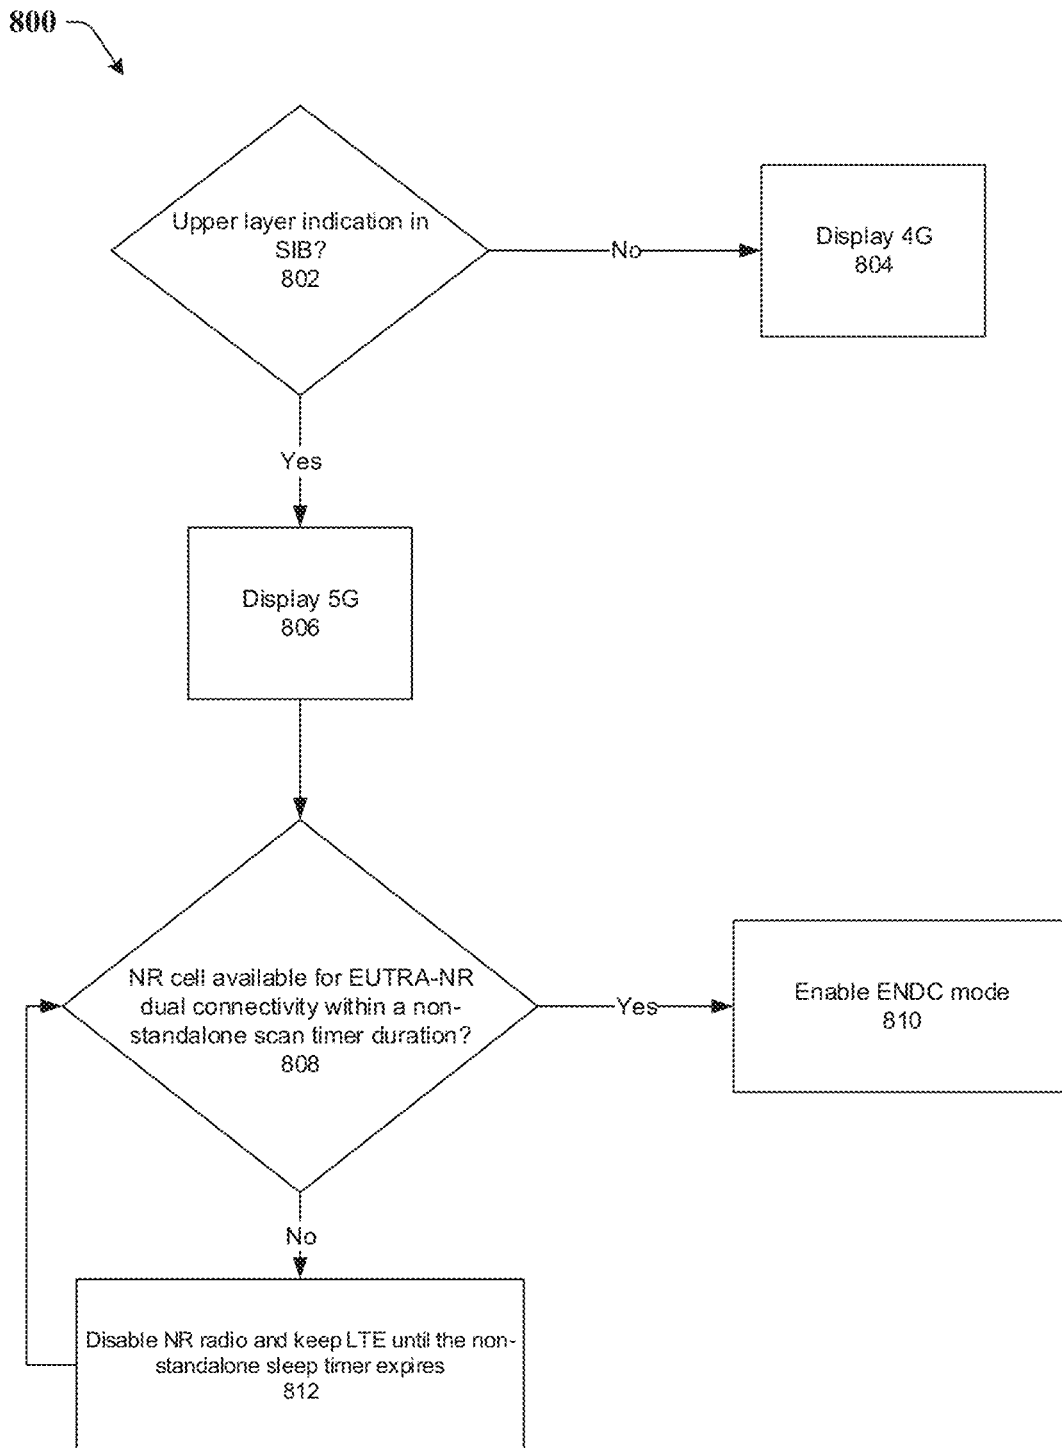 800
Upper layer indication in
SIB?
802
No
Display 4G
804
Yes
Display 5G
806
NR cell available for EUTRA-NR
dual connectivity within a non-
standalone scan timer duration?
808
Yes
Enable ENDC mode
810
No
Disable NR radio and keep LTE until the non-
standalone sleep timer expires
812